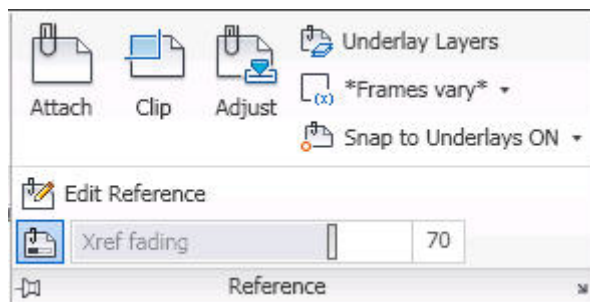 Attach
Clip
Adjust
Underlay Layers
*Frames vary*
(x)
Snap to Underlays ON
Edit Reference
Xref fading 70
Reference